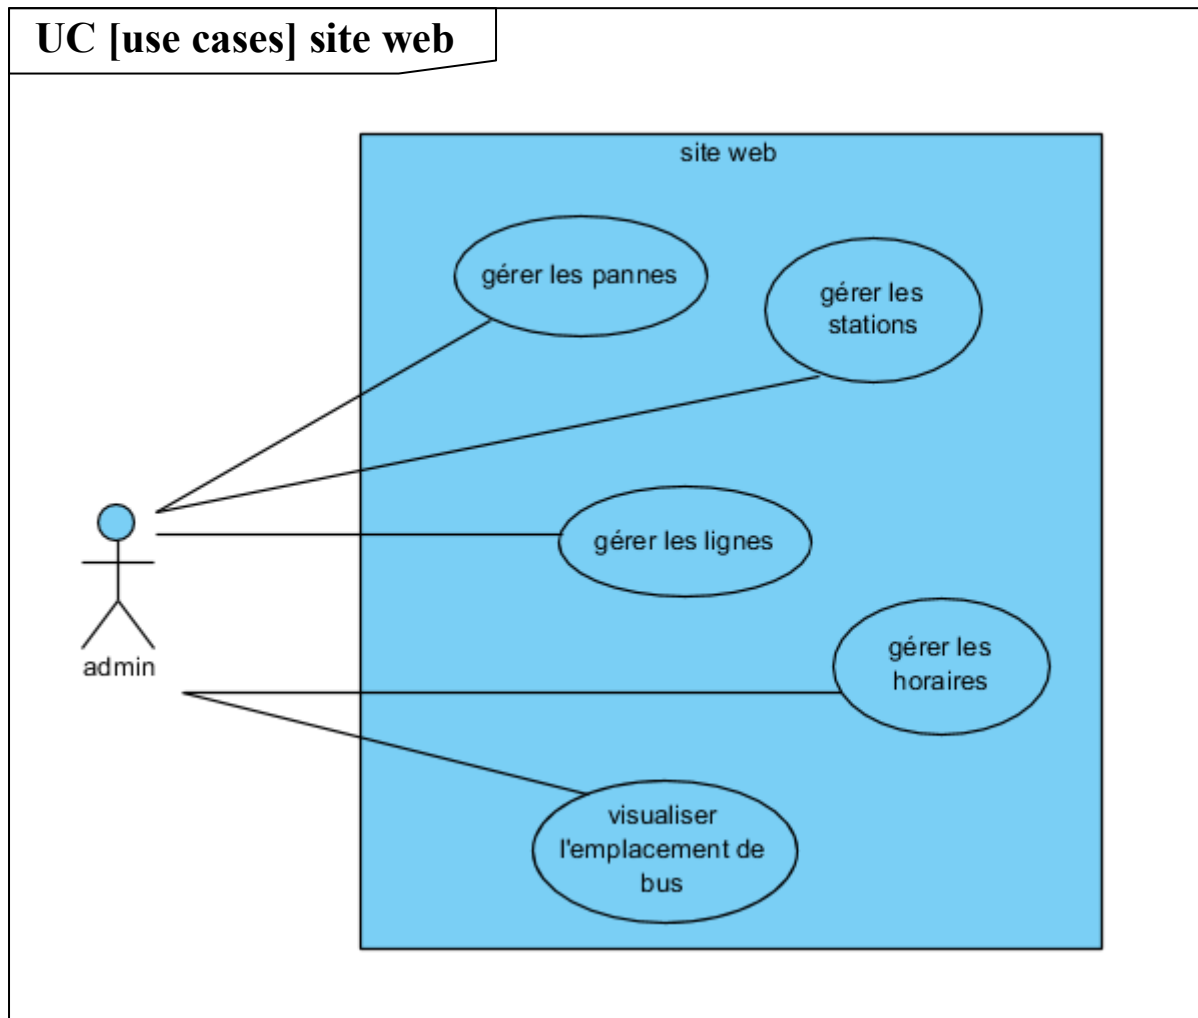 UC [use cases] site web
site web
gérer les pannes
gérer les
stations
gérer les lignes
admin
gérer les
horaires
visualiser
l'emplacement de
bus